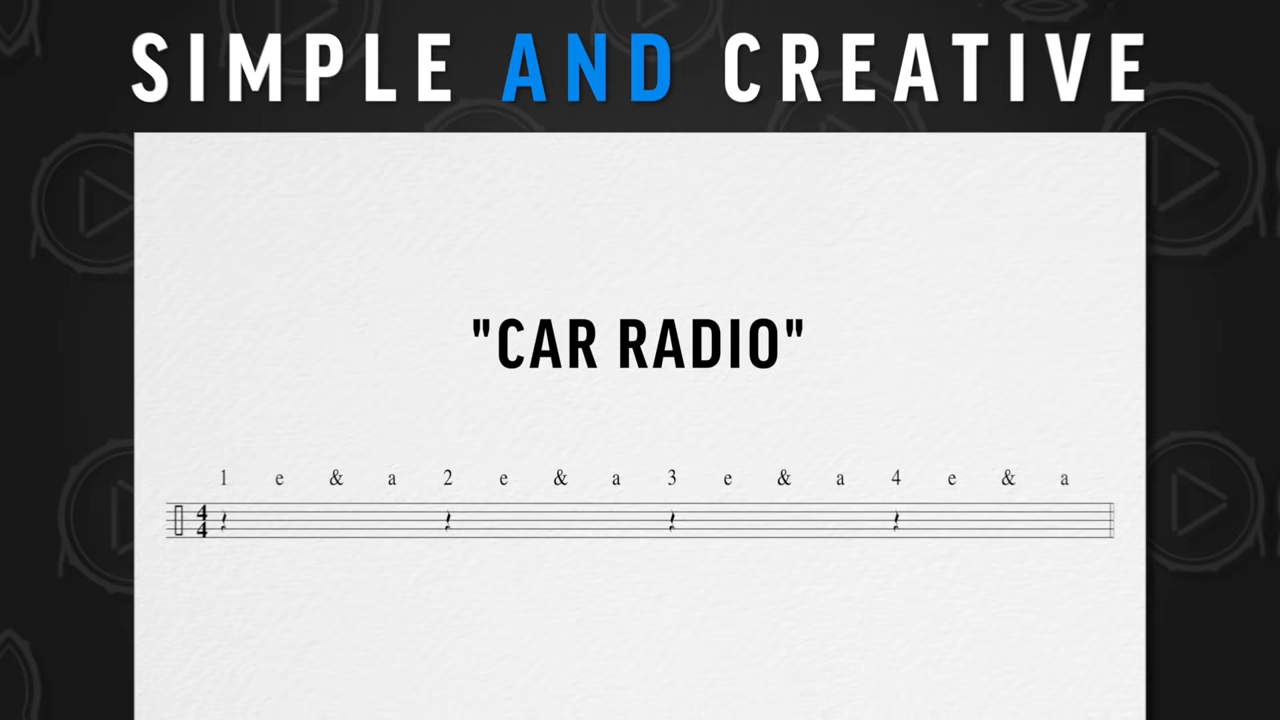 SIMPLE AND CREATIVE
"CAR RADIO"
1 e & a 2 e & a 3 e & a 4 e & a
4
4